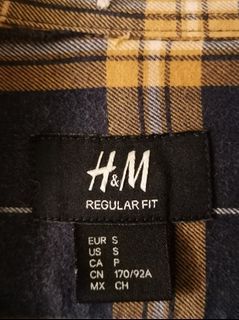 H&M
REGULAR FIT
EUR S
US S
CA P
CN 170/92A
MX CH